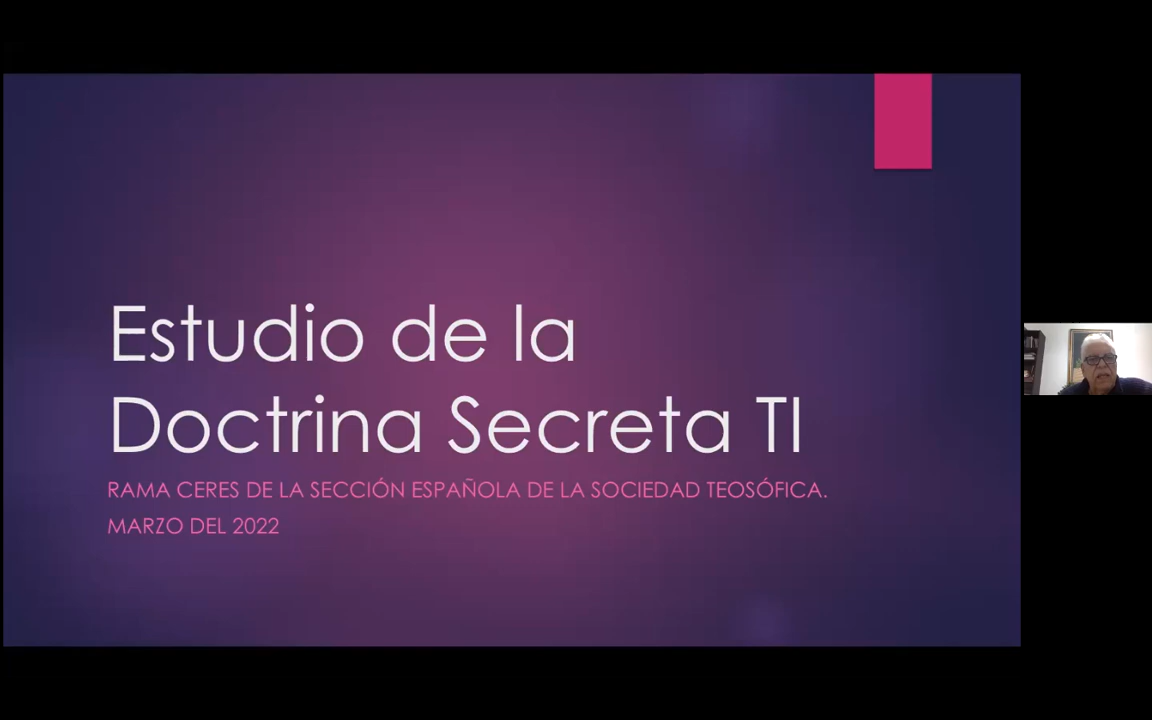 Estudio de la
Doctrina Secreta TI
RAMA CERES DE LA SECCIÓN ESPAÑOLA DE LA SOCIEDAD TEOSÓFICA.
MARZO DEL 2022